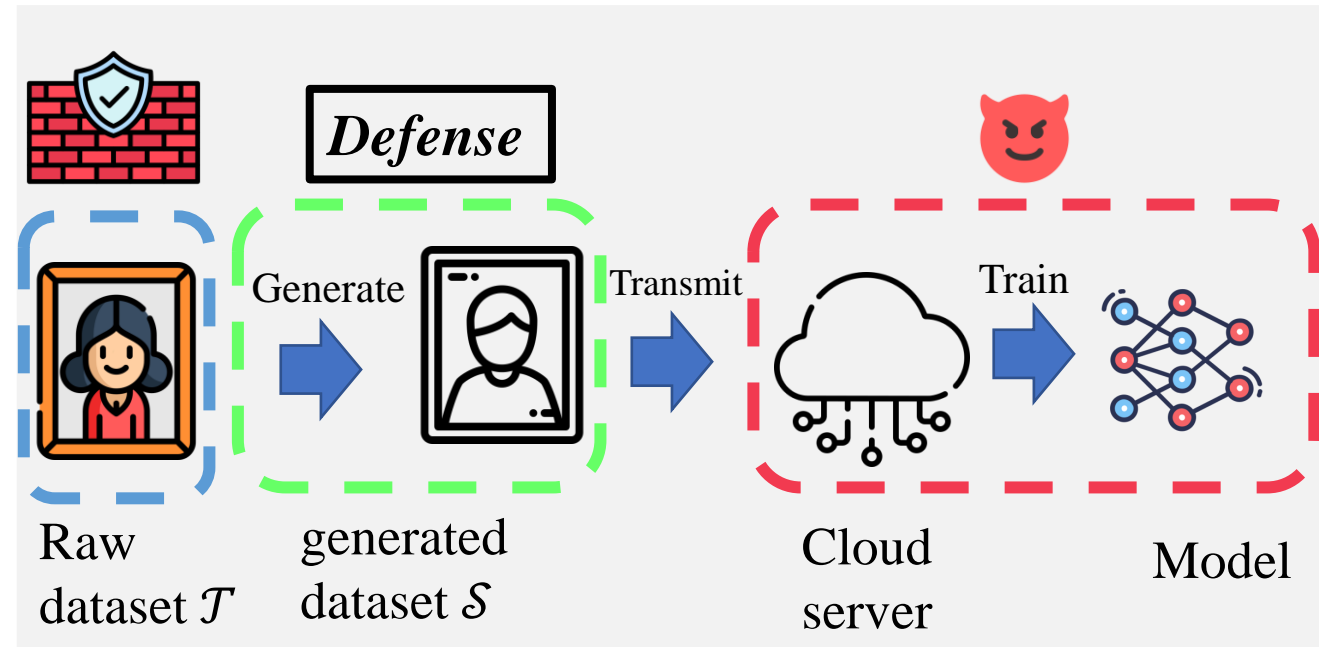 Defense
Generate
Transmit
Train
Raw
dataset 𝒯
generated
dataset 𝒮
Cloud
server
Model